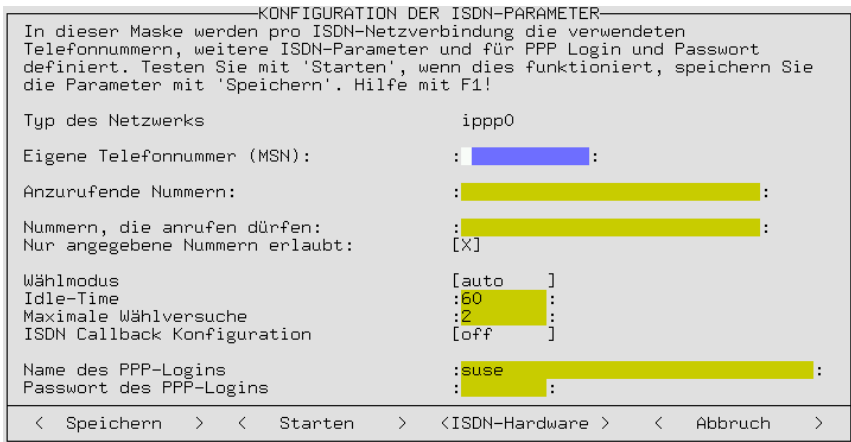 KONFIGURATION DER ISDN-PARAMETER
In dieser Maske werden pro ISDN-Netzverbindung die verwendeten
Telefonnummern, weitere ISDN-Parameter und für PPP Login und Passwort
definiert. Testen Sie mit 'Starten', wenn dies funktioniert, speichern Sie
die Parameter mit 'Speichern'. Hilfe mit F1!
Typ des Netzwerks ippp0
Eigene Telefonnummer (MSN): : :
Anzurufende Nummern: : :
Nummern, die anrufen dürfen: : :
Nur angegebene Nummern erlaubt: [X]
Wählmodus [auto ]
Idle-Time :60 :
Maximale Wählversuche :2 :
ISDN Callback Konfiguration [off ]
Name des PPP-Logins :suse :
Passwort des PPP-Logins : :
< Speichern > < Starten > <ISDN-Hardware > < Abbruch >